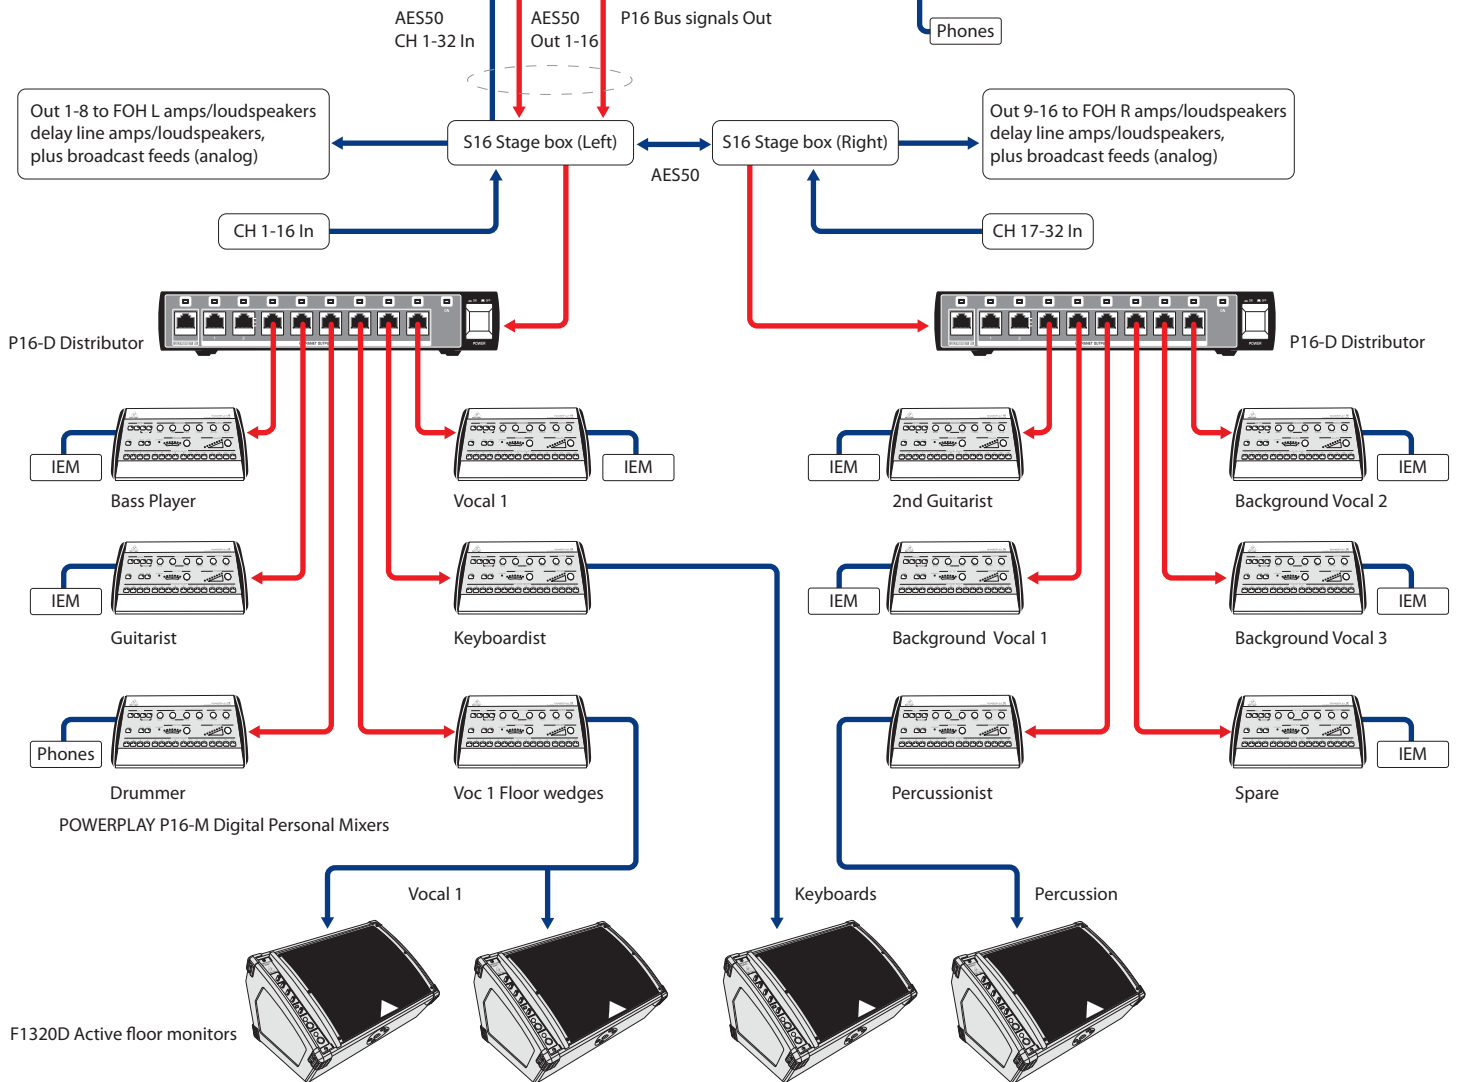 AES50
CH 1-32 In
AES50
Out 1-16
P16 Bus signals Out
Phones
Out 1-8 to FOH L amps/loudspeakers
delay line amps/loudspeakers,
plus broadcast feeds (analog)
S16 Stage box (Left)
S16 Stage box (Right)
AES50
Out 9-16 to FOH R amps/loudspeakers
delay line amps/loudspeakers,
plus broadcast feeds (analog)
CH 1-16 In
CH 17-32 In
P16-D Distributor
POWER
P16-D Distributor
POWER
IEM
Bass Player
Vocal 1
IEM
IEM
2nd Guitarist
Background Vocal 2
IEM
IEM
Guitarist
Keyboardist
IEM
Background Vocal 1
Background Vocal 3
IEM
Phones
Drummer
Voc 1 Floor wedges
Percussionist
Spare
IEM
POWERPLAY P16-M Digital Personal Mixers
Vocal 1
Keyboards
Percussion
F1320D Active floor monitors